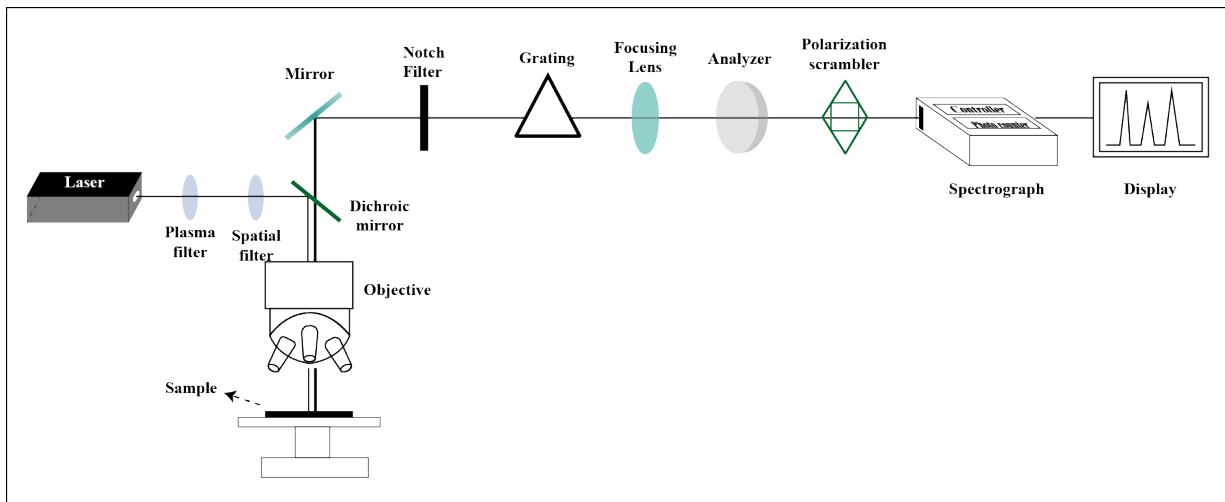 Mirror
Notch
Filter
Grating
Focusing
Lens
Analyzer
Polarization
scrambler
Controller
Photo counter
Spectrograph
Display
Laser
Plasma
filter
Spatial
filter
Dichroic
mirror
Objective
Sample